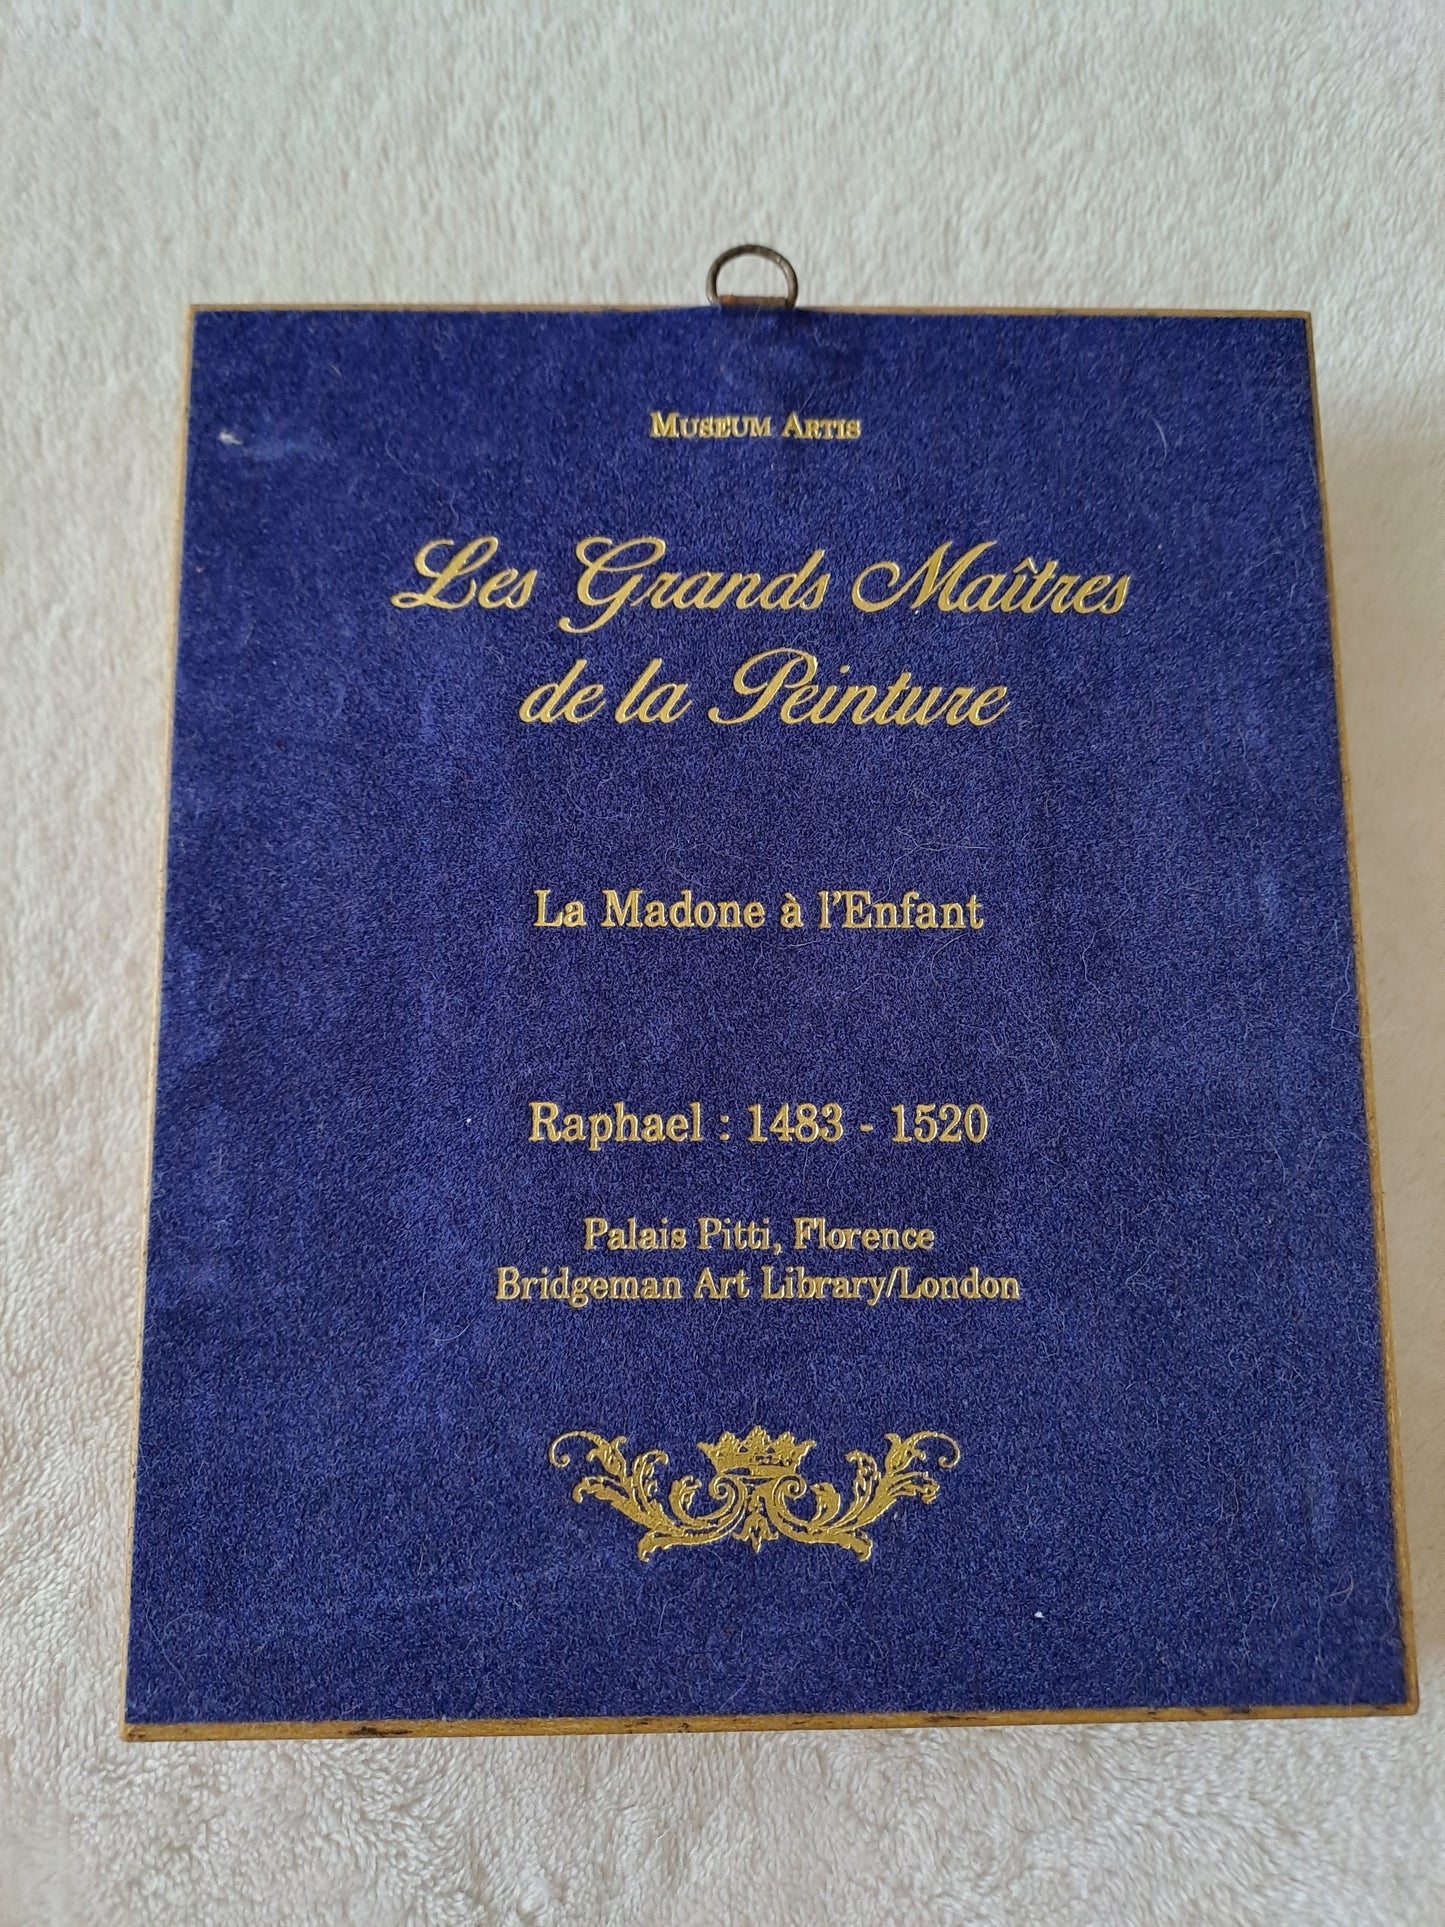 Museum Artis
Les Grands Maîtres
de la Peinture
La Madone à l'Enfant
Raphael : 1483 - 1520
Palais Pitti, Florence
Bridgeman Art Library/London